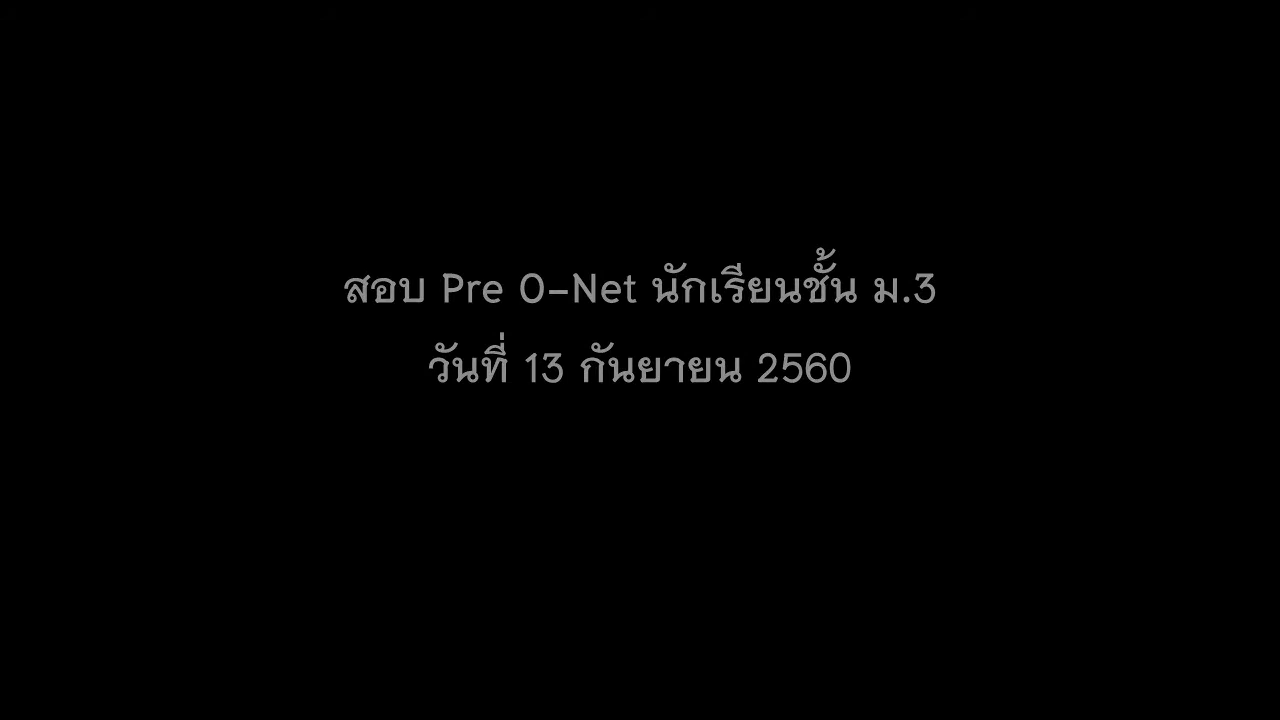 สอบ Pre O-Net นักเรียนชั้น ม.3
วันที่ 13 กันยายน 2560